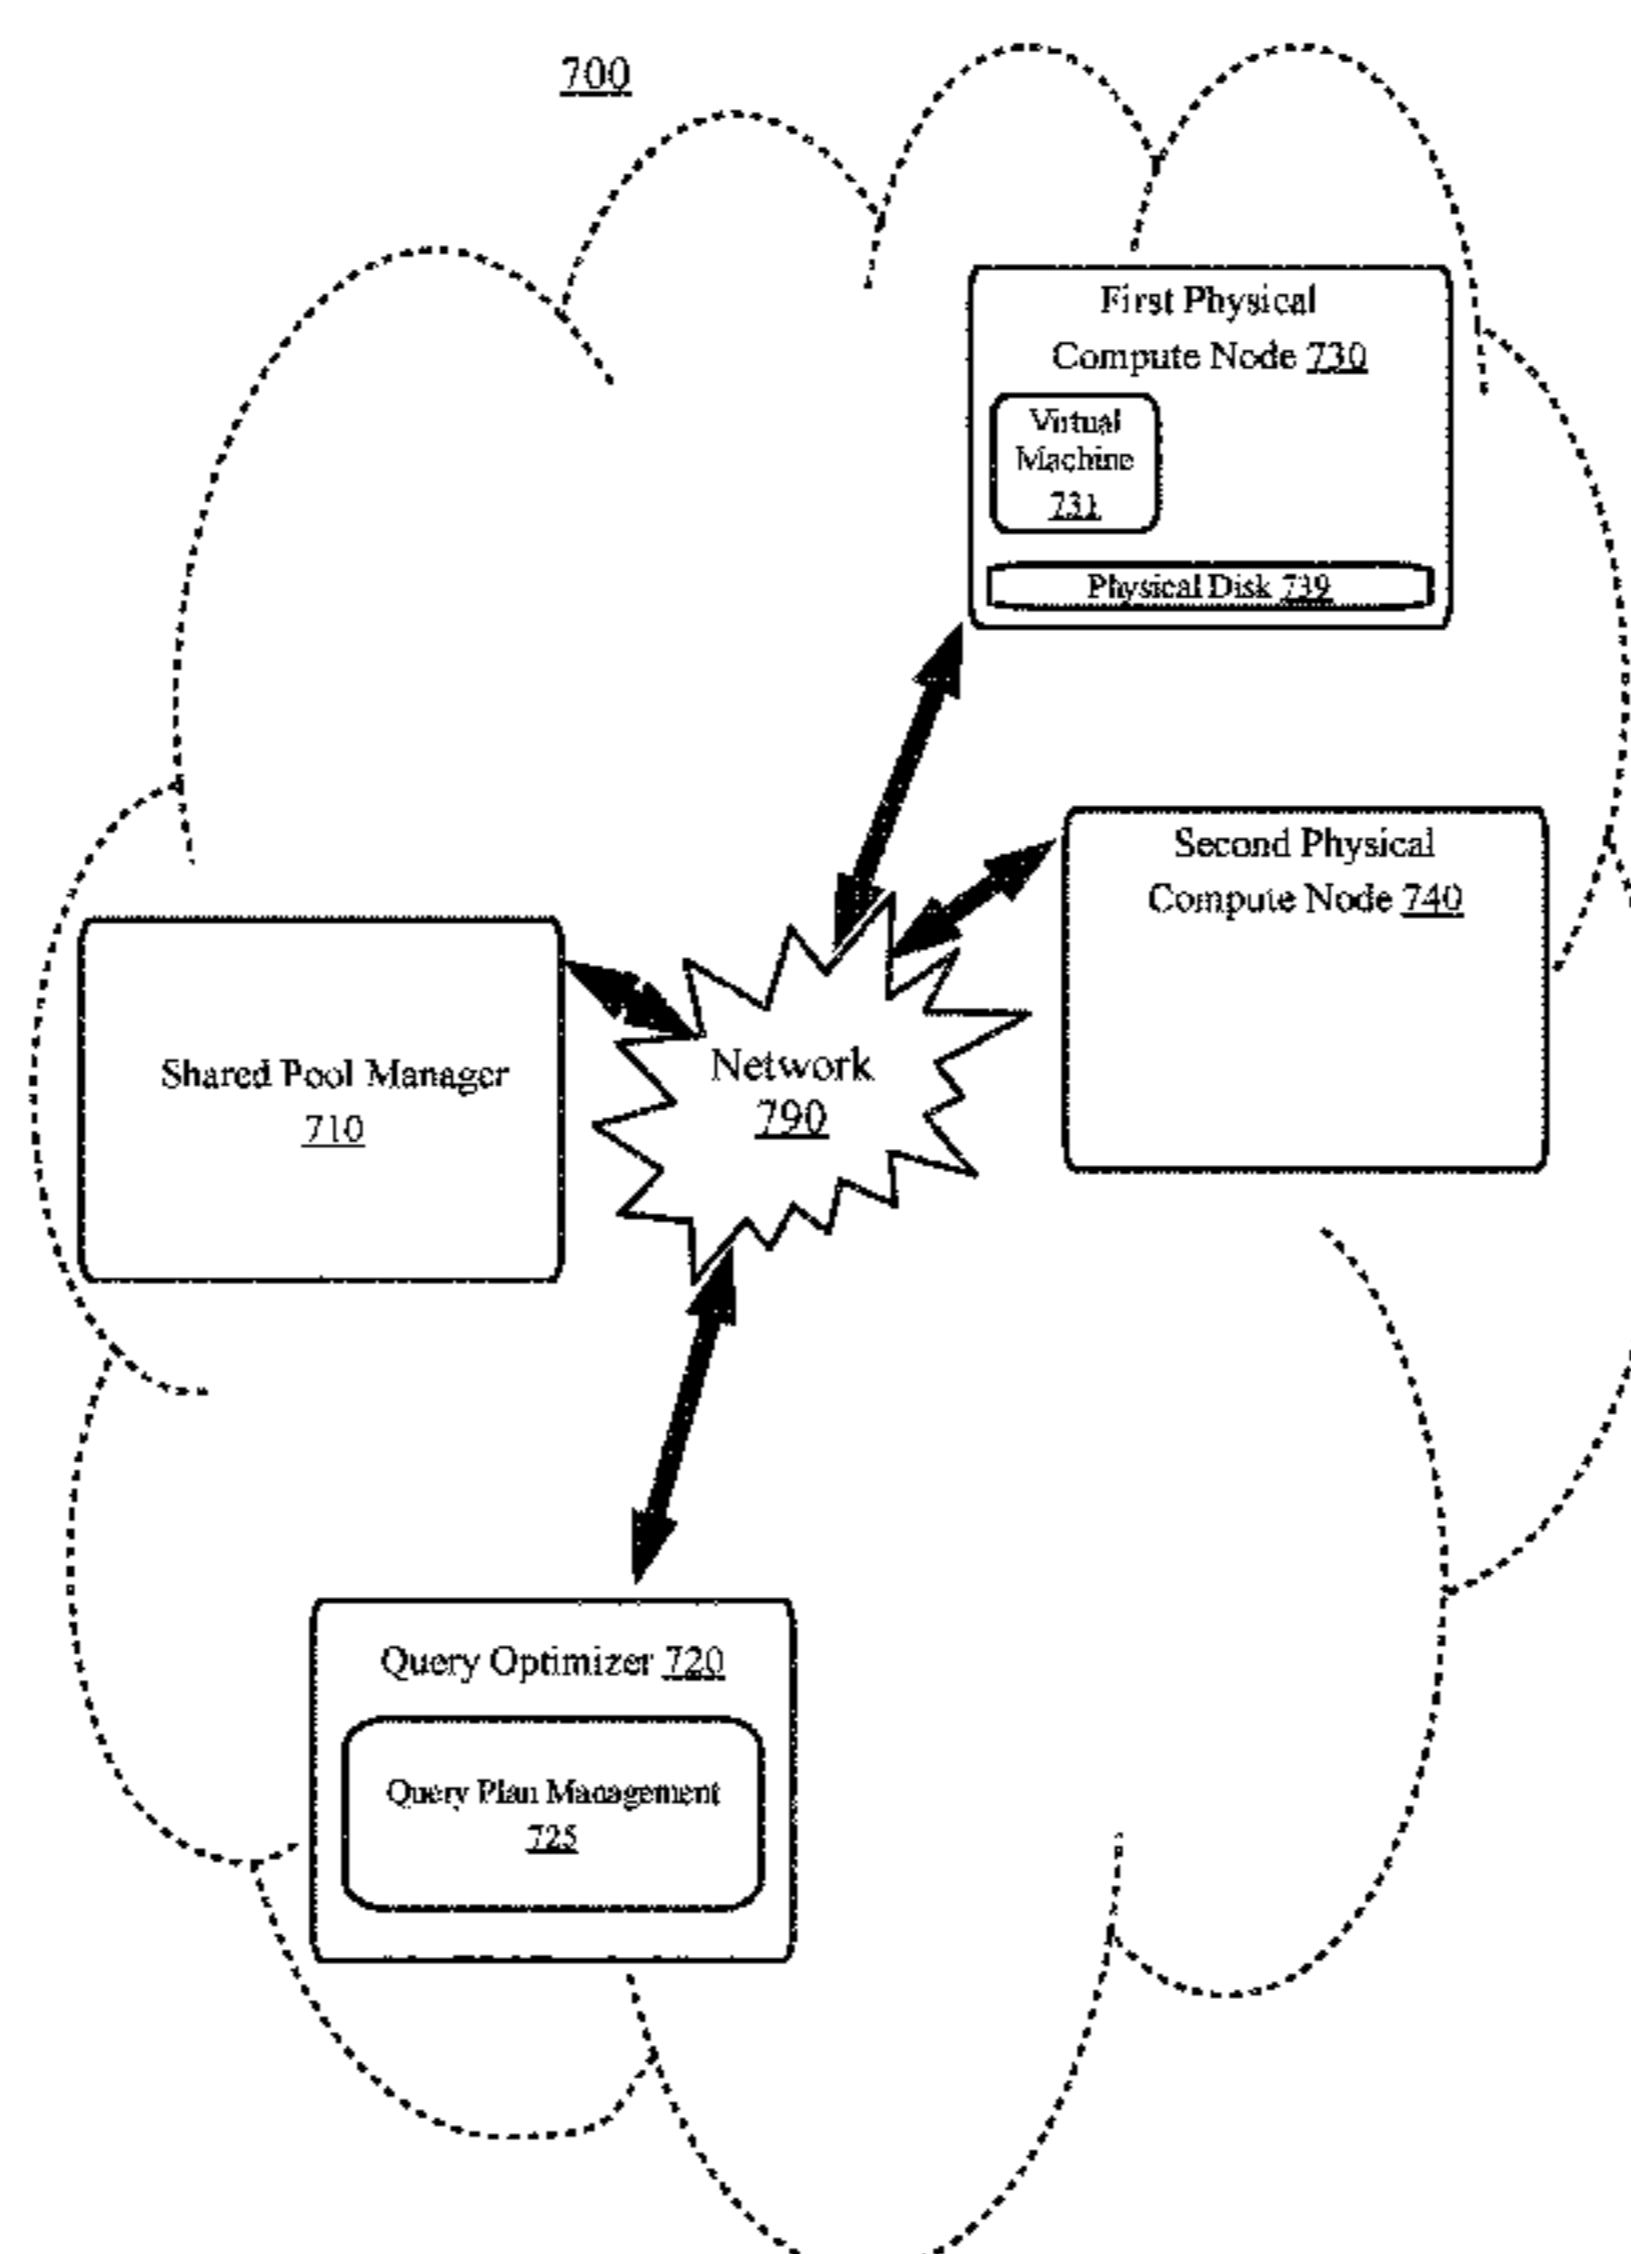 700
First Physical
Compute Node 730
Virtual
Machine
731
Physical Disk 739
Second Physical
Compute Node 740
Shared Pool Manager
710
Network
790
Query Optimizer 720
Query Plan Management
725